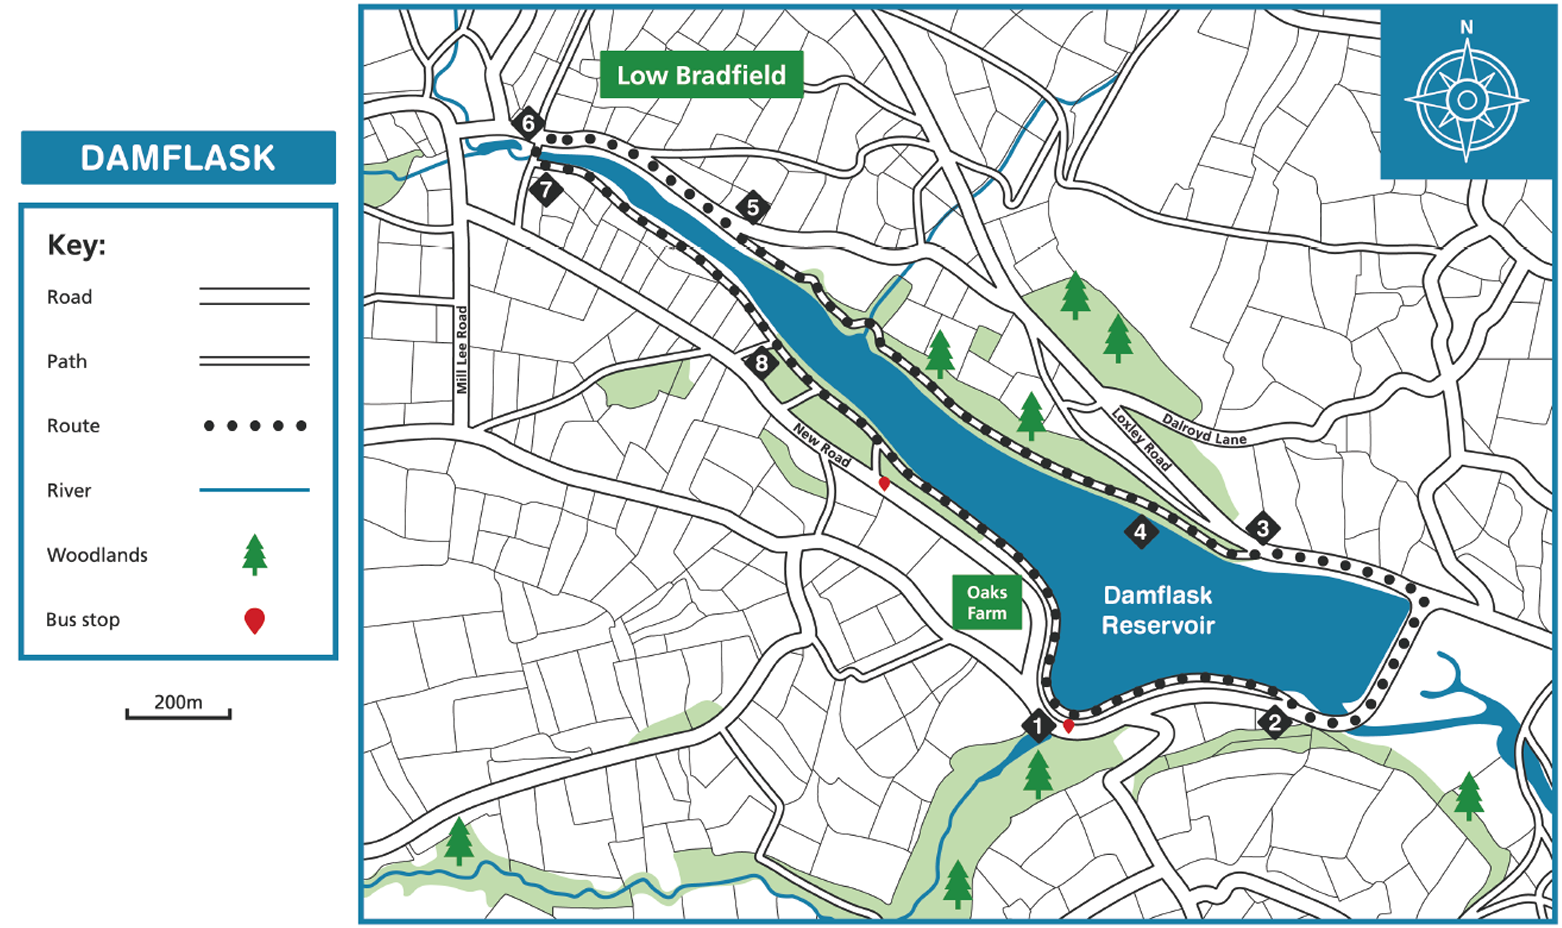 DAMFLASK
Key:
Road
Path
Route
River
Woodlands
Bus stop
200m
N
Low Bradfield
6
7
5
8
Mill Lee Road
New Road
Loxley Road
Dalroyd Lane
3
4
Oaks
Farm
Damflask
Reservoir
1
2